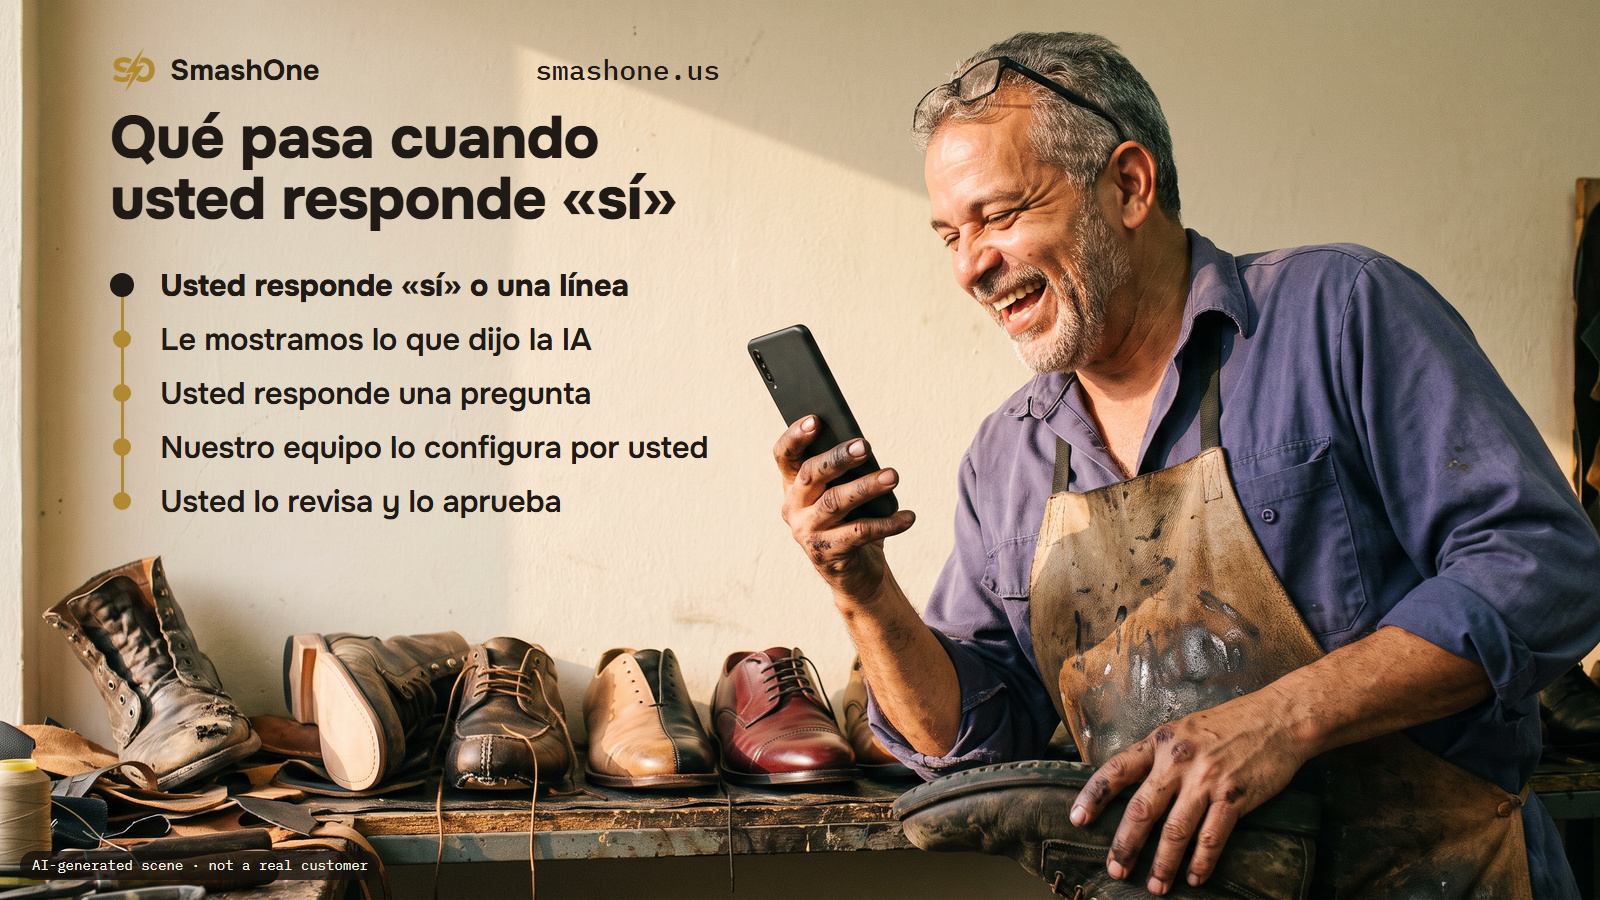 SmashOne
smashone.us
Qué pasa cuando
usted responde «sí»
Usted responde «sí» o una línea
Le mostramos lo que dijo la IA
Usted responde una pregunta
Nuestro equipo lo configura por usted
Usted lo revisa y lo aprueba
AI-generated scene · not a real customer